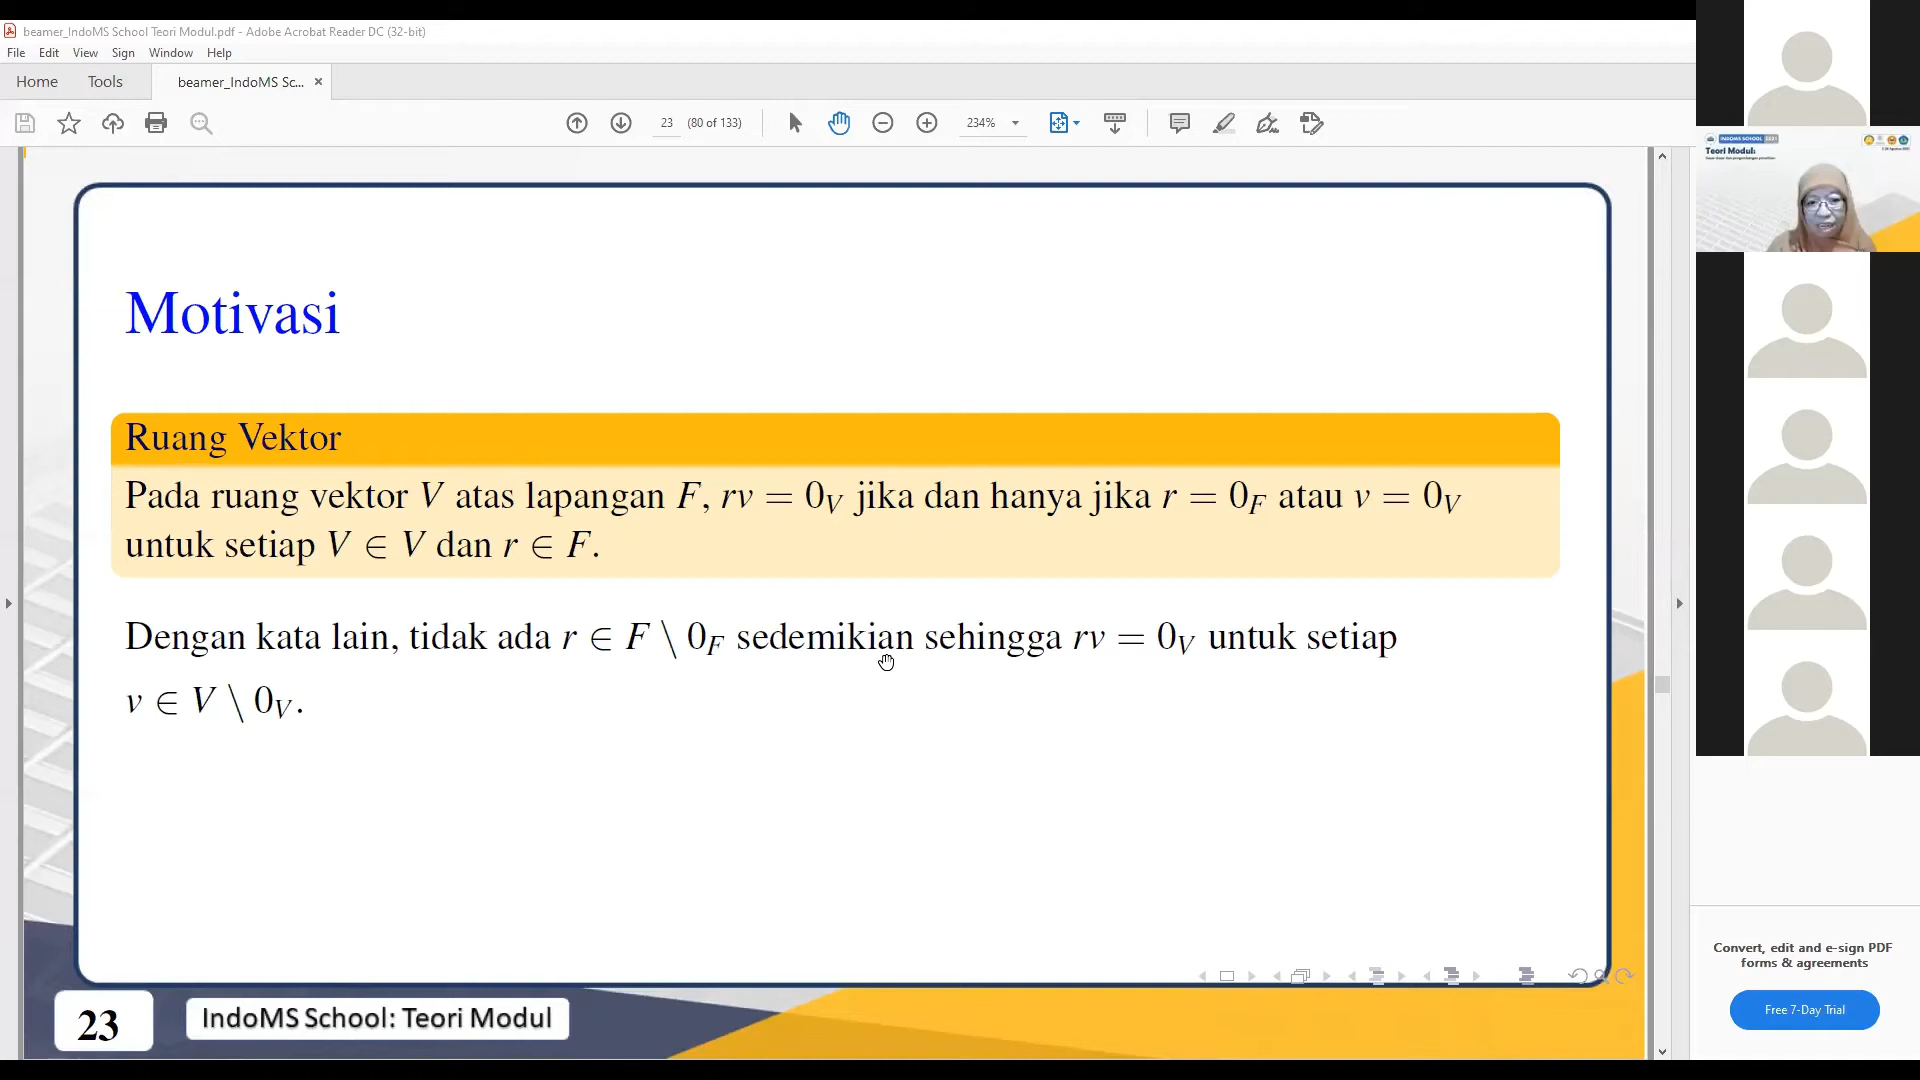 beamer_IndoMS School Teori Modul.pdf - Adobe Acrobat Reader DC (32-bit)
File Edit View Sign Window Help
Home Tools beamer_IndoMS Sc... ×
23 (80 of 133) 234%
INDOMS SCHOOL 2021
Teori Modul:
Motivasi
Ruang Vektor
Pada ruang vektor V atas lapangan F, rv = 0_V jika dan hanya jika r = 0_F atau v = 0_V
untuk setiap V ∈ V dan r ∈ F.
Dengan kata lain, tidak ada r ∈ F \ 0_F sedemikian sehingga rv = 0_V untuk setiap
v ∈ V \ 0_V.
23 IndoMS School: Teori Modul
Convert, edit and e-sign PDF
forms & agreements
Free 7-Day Trial